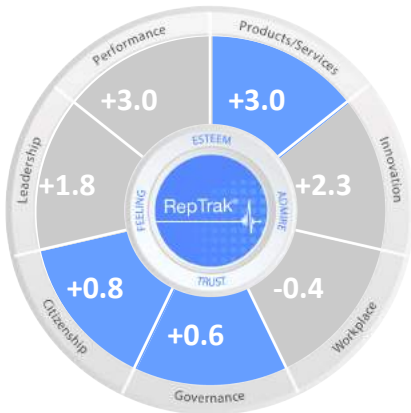 Performance
Products/Services
+3.0
+3.0
ESTEEM
Leadership
+1.8
+2.3
Innovation
FEELING
RepTrak®
ADMIRE
TRUST
+0.8
-0.4
Citizenship
+0.6
Workplace
Governance